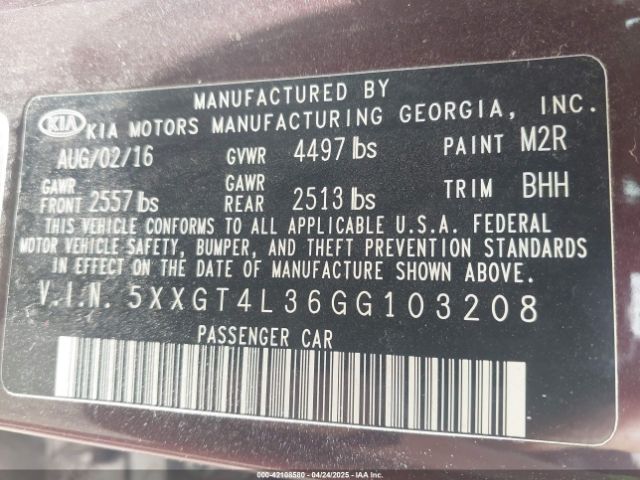 MANUFACTURED BY
KIA KIA MOTORS MANUFACTURING GEORGIA, INC.
AUG/02/16 GVWR 4497 lbs PAINT M2R
GAWR FRONT 2557 lbs GAWR REAR 2513 lbs TRIM BHH
THIS VEHICLE CONFORMS TO ALL APPLICABLE U.S.A. FEDERAL
MOTOR VEHICLE SAFETY, BUMPER, AND THEFT PREVENTION STANDARDS
IN EFFECT ON THE DATE OF MANUFACTURE SHOWN ABOVE.
V.I.N. 5XXGT4L36GG103208
PASSENGER CAR
000-42108580 - 04/24/2025 - IAA Inc.